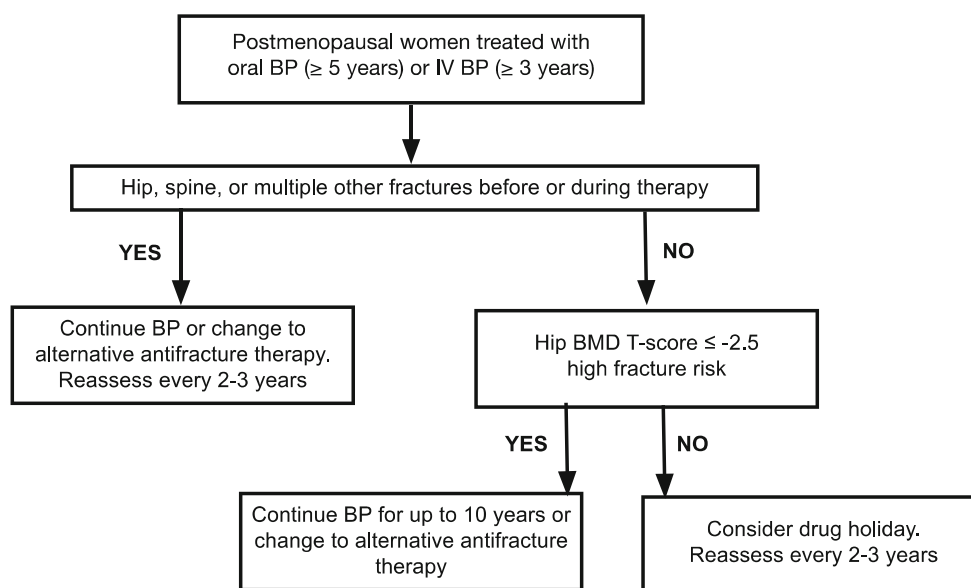 Postmenopausal women treated with
oral BP (≥ 5 years) or IV BP (≥ 3 years)
Hip, spine, or multiple other fractures before or during therapy
YES
NO
Continue BP or change to
alternative antifracture therapy.
Reassess every 2-3 years
Hip BMD T-score ≤ -2.5
high fracture risk
YES
NO
Continue BP for up to 10 years or
change to alternative antifracture
therapy
Consider drug holiday.
Reassess every 2-3 years